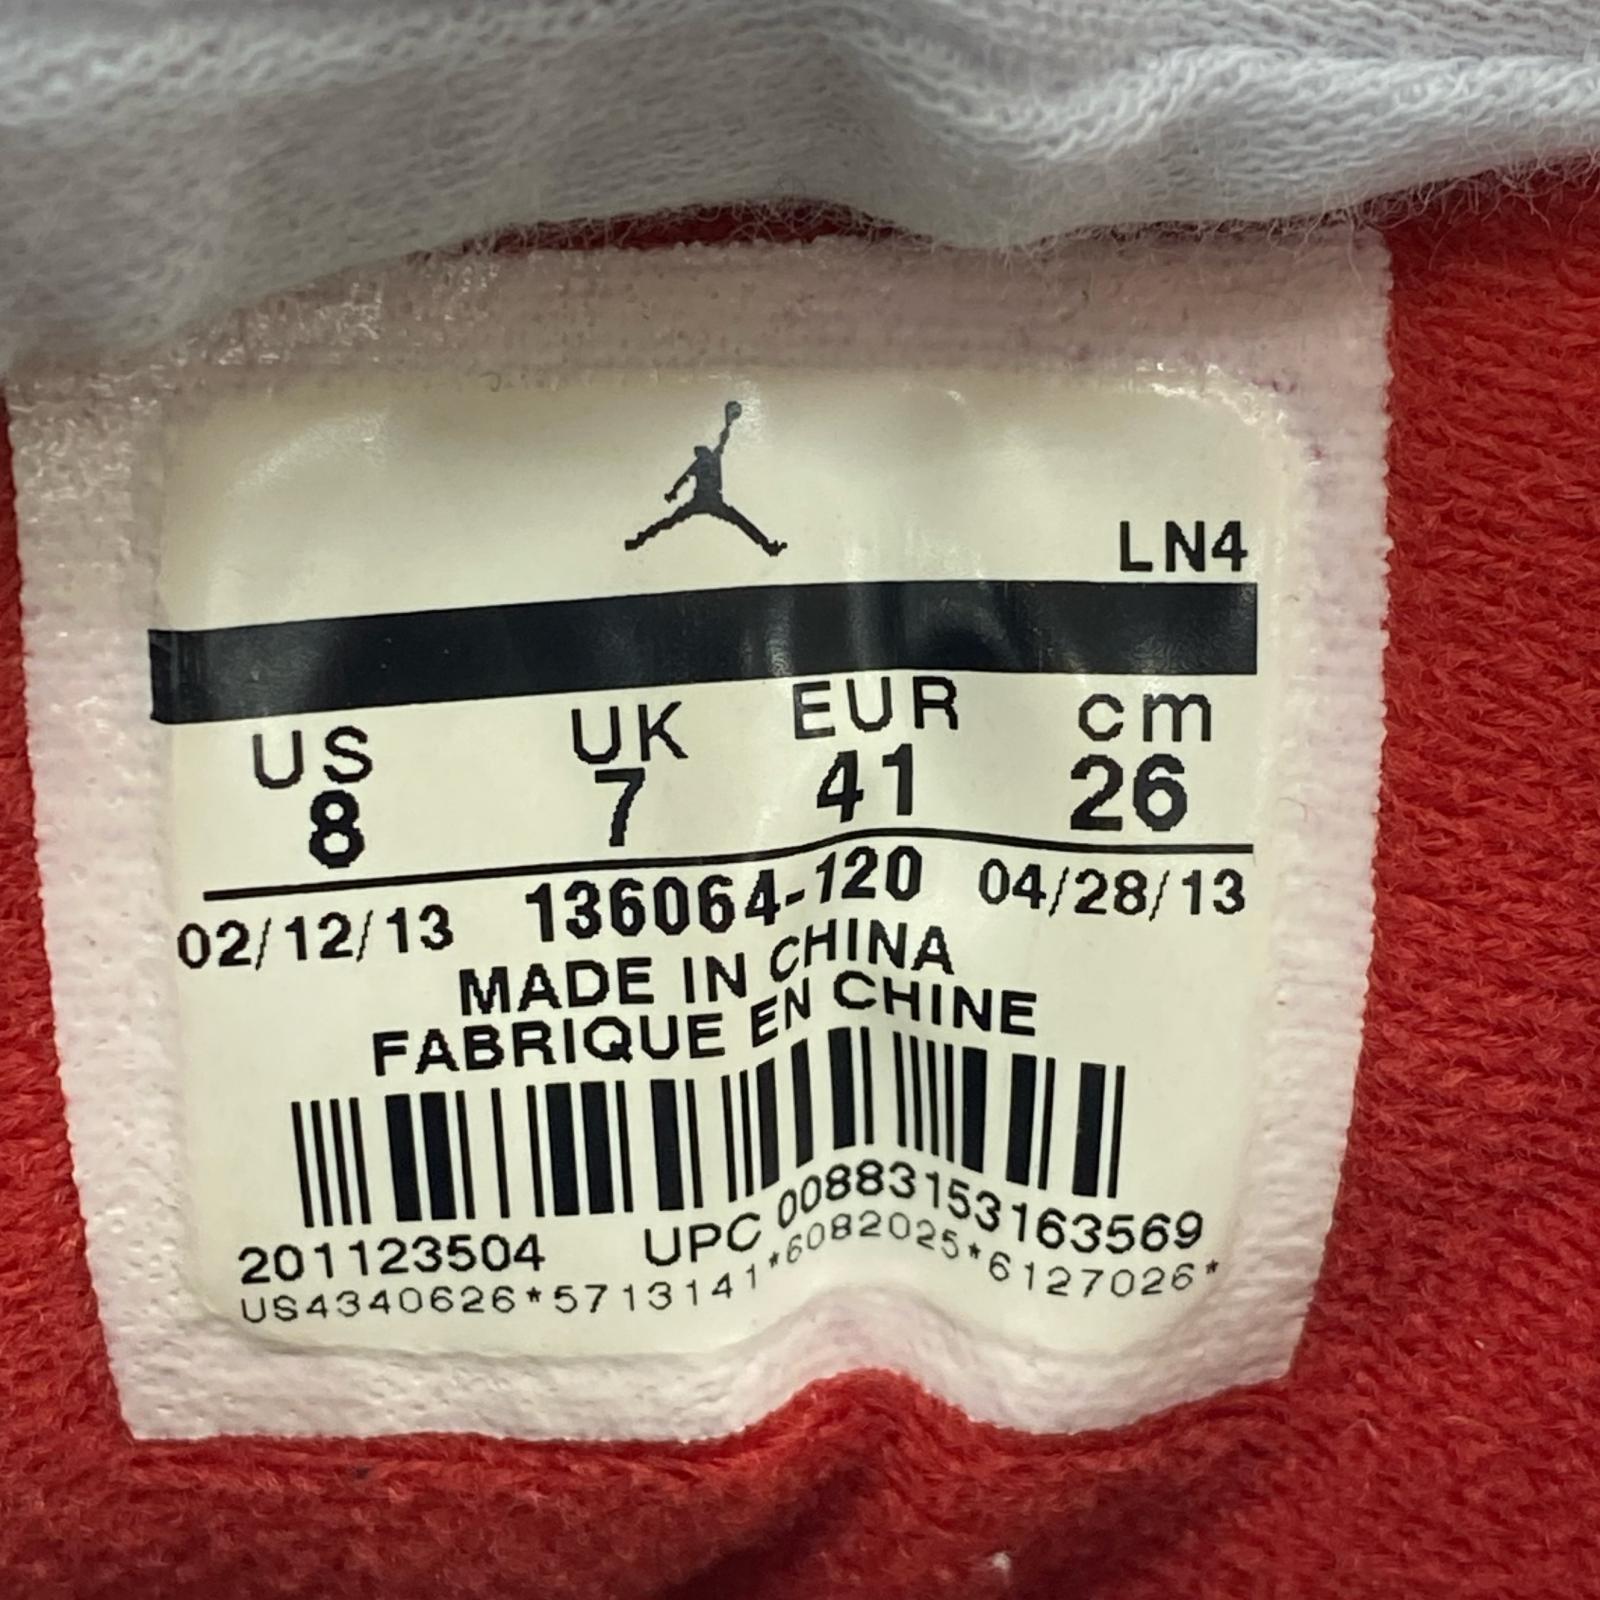 LN4
US UK EUR cm
8 7 41 26
02/12/13 136064-120 04/28/13
MADE IN CHINA
FABRIQUE EN CHINE
201123504 UPC 00883153163569
US4340626*5713141*6082025*6127026*